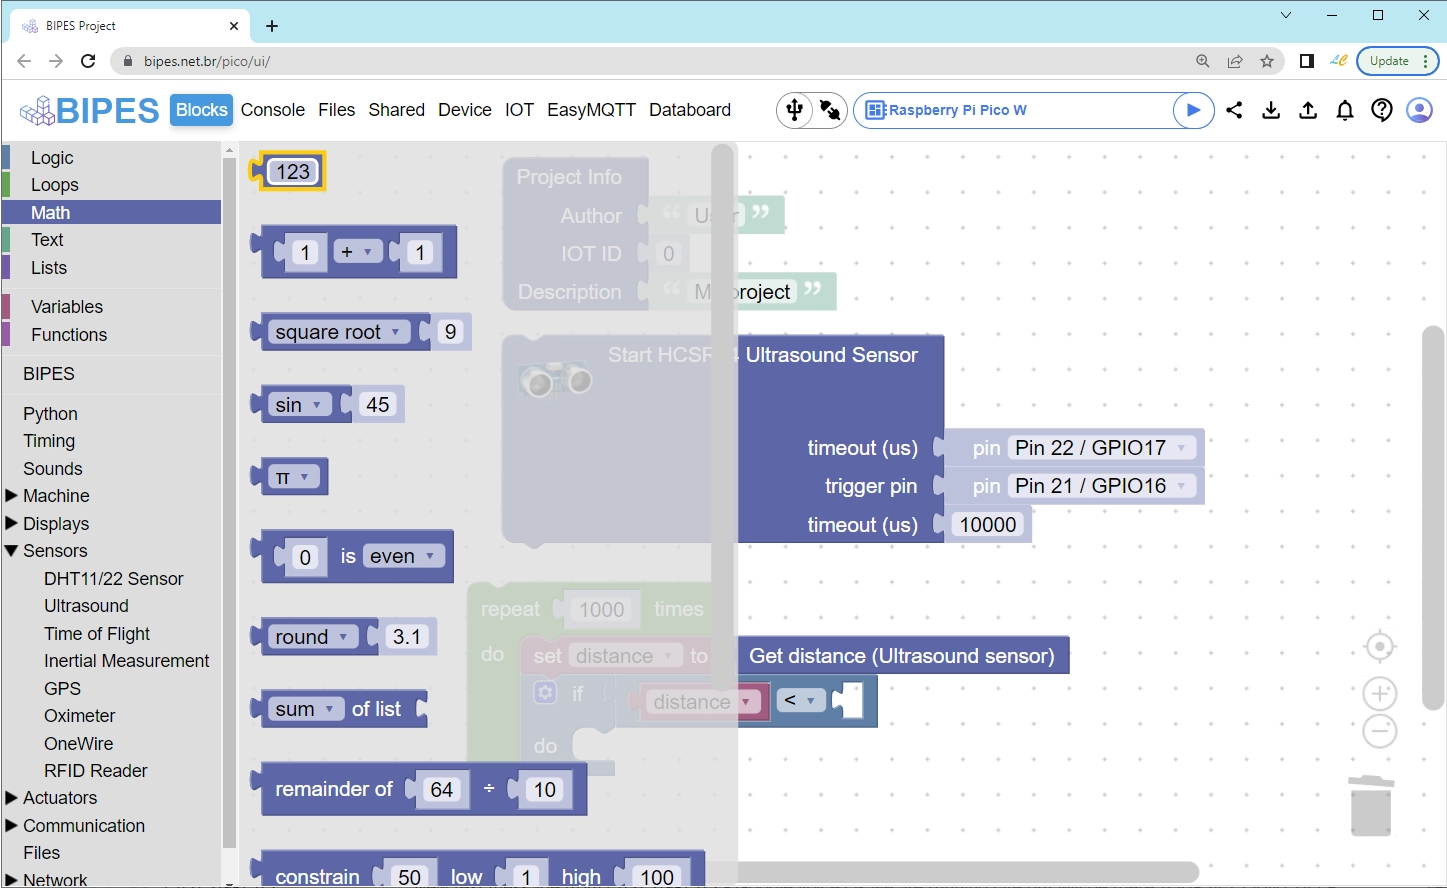 BIPES Project
bipes.net.br/pico/ui/
Update
BIPES
Blocks Console Files Shared Device IOT EasyMQTT Databoard
Raspberry Pi Pico W
Logic
Loops
Math
Text
Lists
Variables
Functions
BIPES
Python
Timing
Sounds
Machine
Displays
Sensors
DHT11/22 Sensor
Ultrasound
Time of Flight
Inertial Measurement
GPS
Oximeter
OneWire
RFID Reader
Actuators
Communication
Files
Network
123
1 + 1
square root 9
sin 45
π
0 is even
round 3.1
sum of list
remainder of 64 ÷ 10
constrain 50 low 1 high 100
Project Info
Author “ ”
IOT ID 0
Description “ ”
Start Ultrasound Sensor
timeout (us) pin Pin 22 / GPIO17
trigger pin pin Pin 21 / GPIO16
timeout (us) 10000
repeat 1000 times
do set distance to Get distance (Ultrasound sensor)
if distance <
do